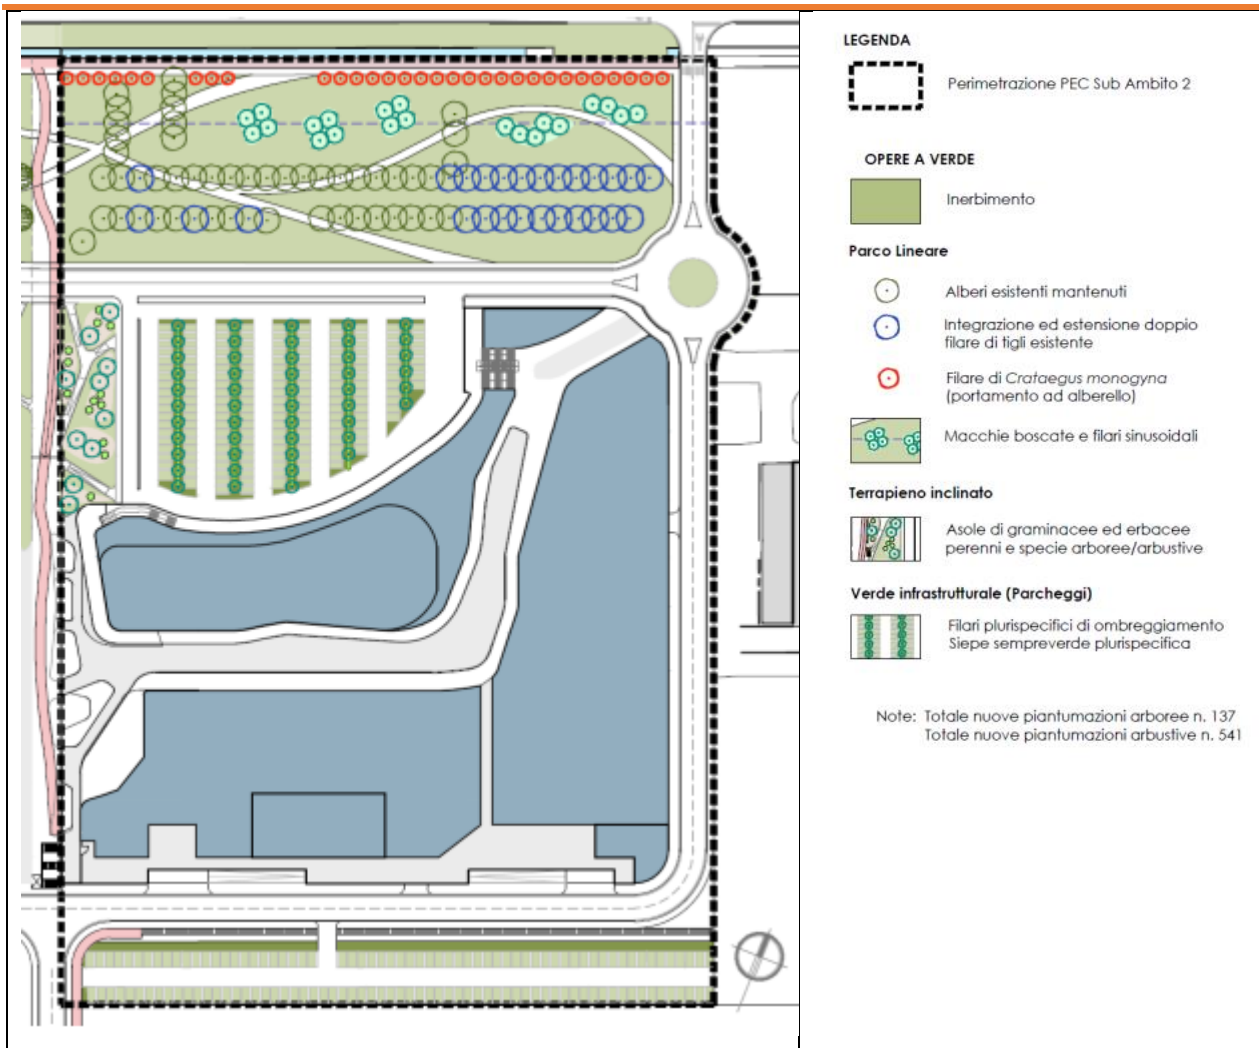 LEGENDA
Perimetrazione PEC Sub Ambito 2
OPERE A VERDE
Inerbimento
Parco Lineare
Alberi esistenti mantenuti
Integrazione ed estensione doppio
filare di tigli esistente
Filare di Crataegus monogyna
(portamento ad alberello)
Macchie boscate e filari sinusoidali
Terrapieno inclinato
Asole di graminacee ed erbacee
perenni e specie arboree/arbustive
Verde infrastrutturale (Parcheggi)
Filari plurispecifici di ombreggiamento
Siepe sempreverde plurispecifica
Note: Totale nuove piantumazioni arboree n. 137
Totale nuove piantumazioni arbustive n. 541